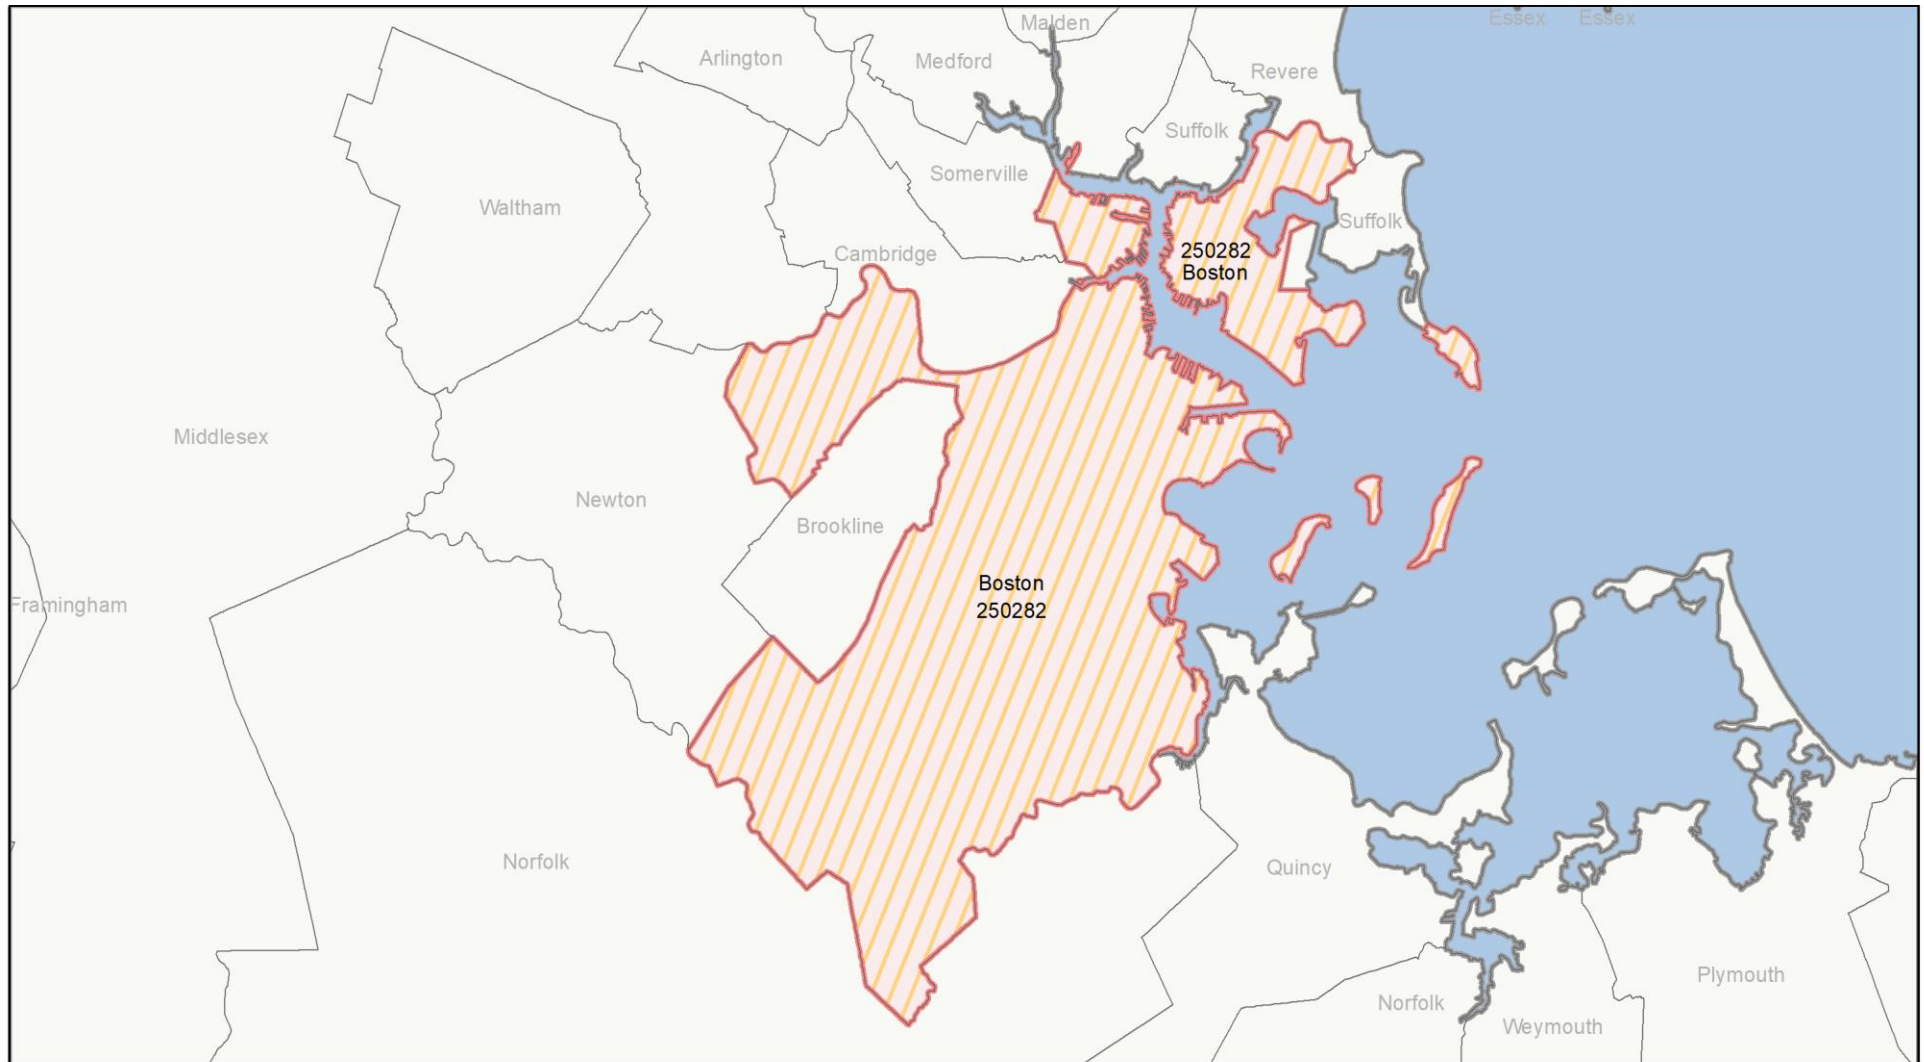 Malden
Essex
Essex
Arlington
Medford
Revere
Suffolk
Somerville
Waltham
Suffolk
Cambridge
250282
Boston
Middlesex
Newton
Brookline
Boston
250282
Framingham
Norfolk
Quincy
Plymouth
Norfolk
Weymouth